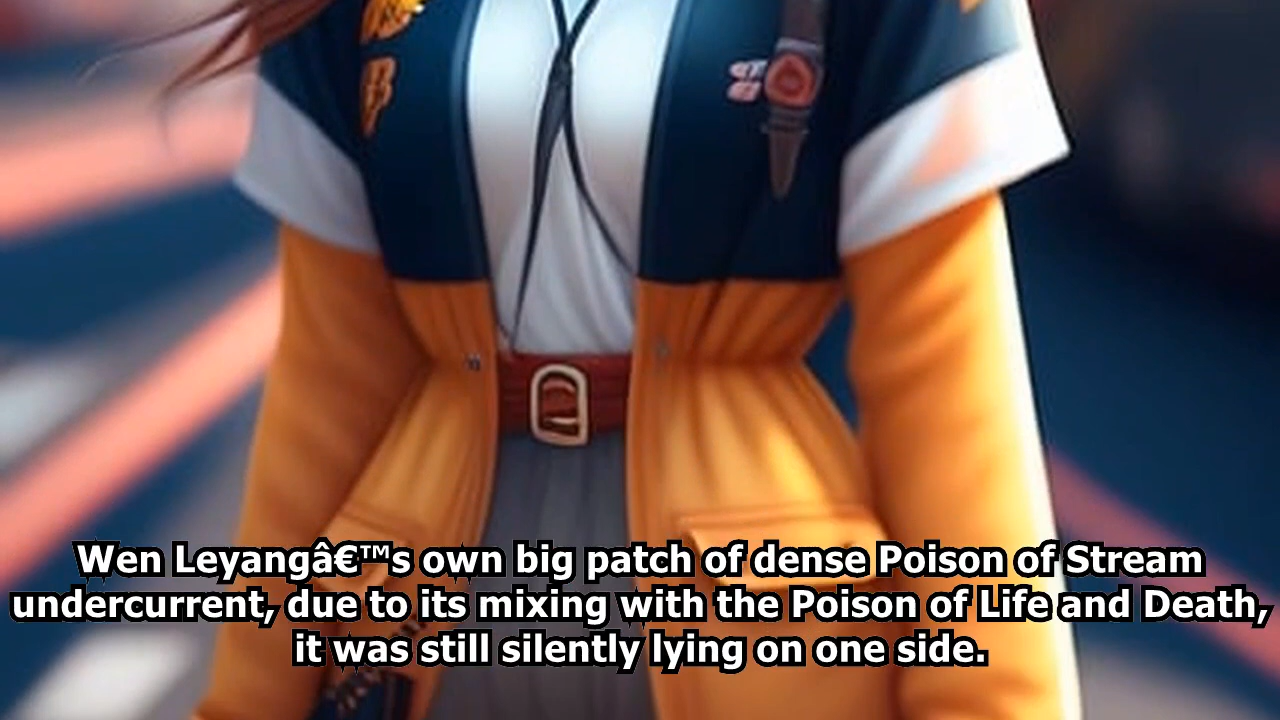 Wen Leyangâ€™s own big patch of dense Poison of Stream
undercurrent, due to its mixing with the Poison of Life and Death,
it was still silently lying on one side.